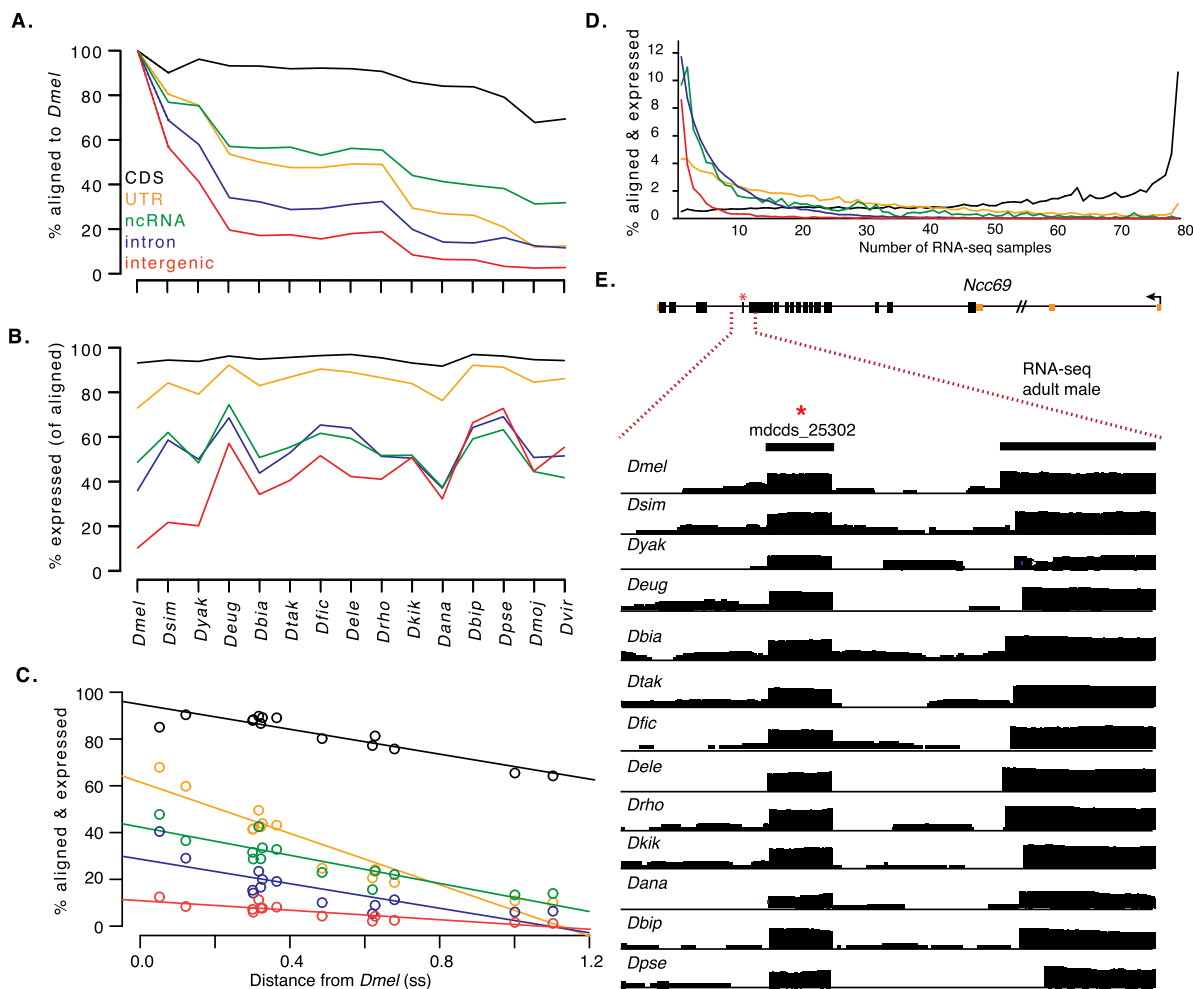 A.
% aligned to Dmel
100
80
60
40
20
0
CDS
UTR
ncRNA
intron
intergenic
B.
% expressed (of aligned)
100
80
60
40
20
0
Dmel
Dsim
Dyak
Deug
Dbia
Dtak
Dfic
Dele
Drho
Dkik
Dana
Dbip
Dpse
Dmoj
Dvir
C.
% aligned & expressed
100
80
60
40
20
0
0.0
0.4
0.8
1.2
Distance from Dmel (ss)
D.
% aligned & expressed
12
10
8
6
4
2
0
10
20
30
40
50
60
70
80
Number of RNA-seq samples
E.
Ncc69
*
//
RNA-seq
adult male
*
mdcds_25302
Dmel
Dsim
Dyak
Deug
Dbia
Dtak
Dfic
Dele
Drho
Dkik
Dana
Dbip
Dpse